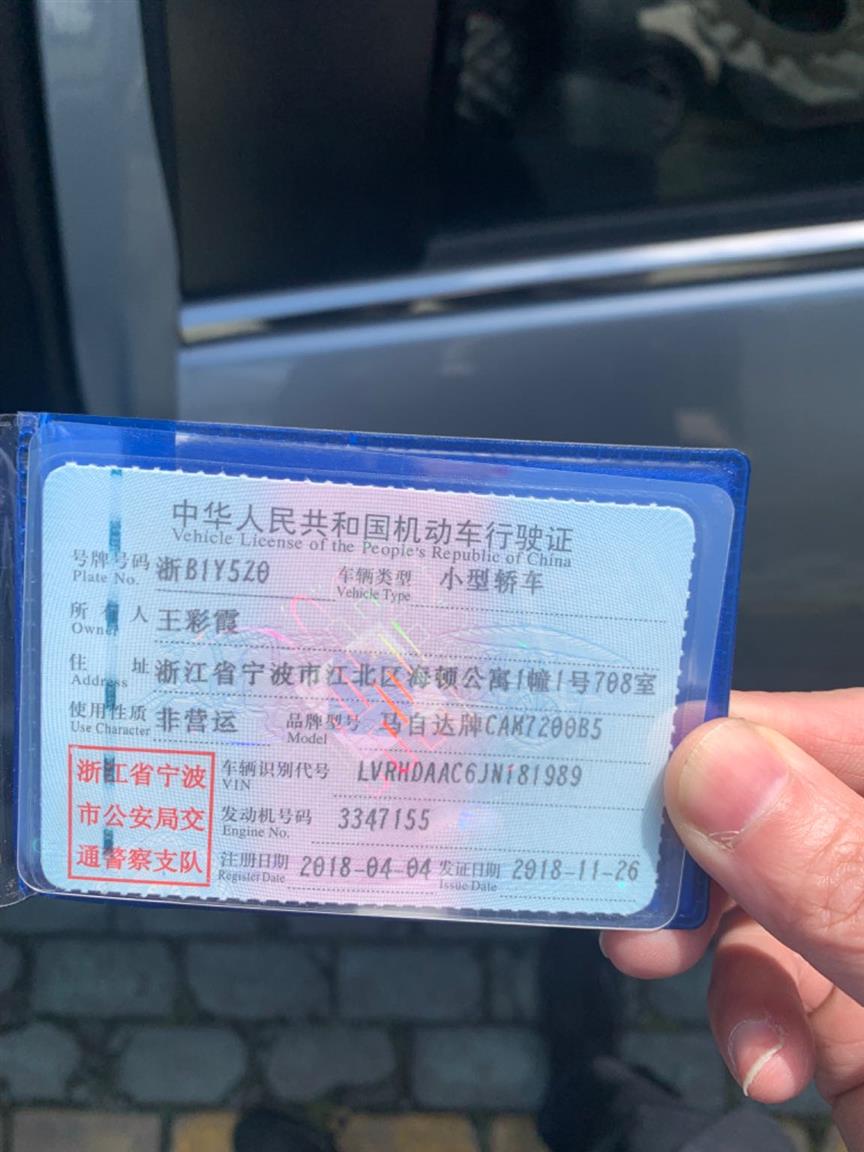 中华人民共和国机动车行驶证
Vehicle License of the People's Republic of China
号牌号码 浙B1Y5Z0 车辆类型 小型轿车
Plate No. Vehicle Type
所有人 王彩霞
Owner
住址 浙江省宁波市江北区海顿公寓1幢1号708室
Address
使用性质 非营运 品牌型号 马自达牌CAM7200B5
Use Character Model
浙江省宁波 车辆识别代号 LVRHDAAC6JN181989
VIN
市公安局交 发动机号码 3347155
Engine No.
通警察支队 注册日期 2018-04-04 发证日期 2018-11-26
Register Date Issue Date